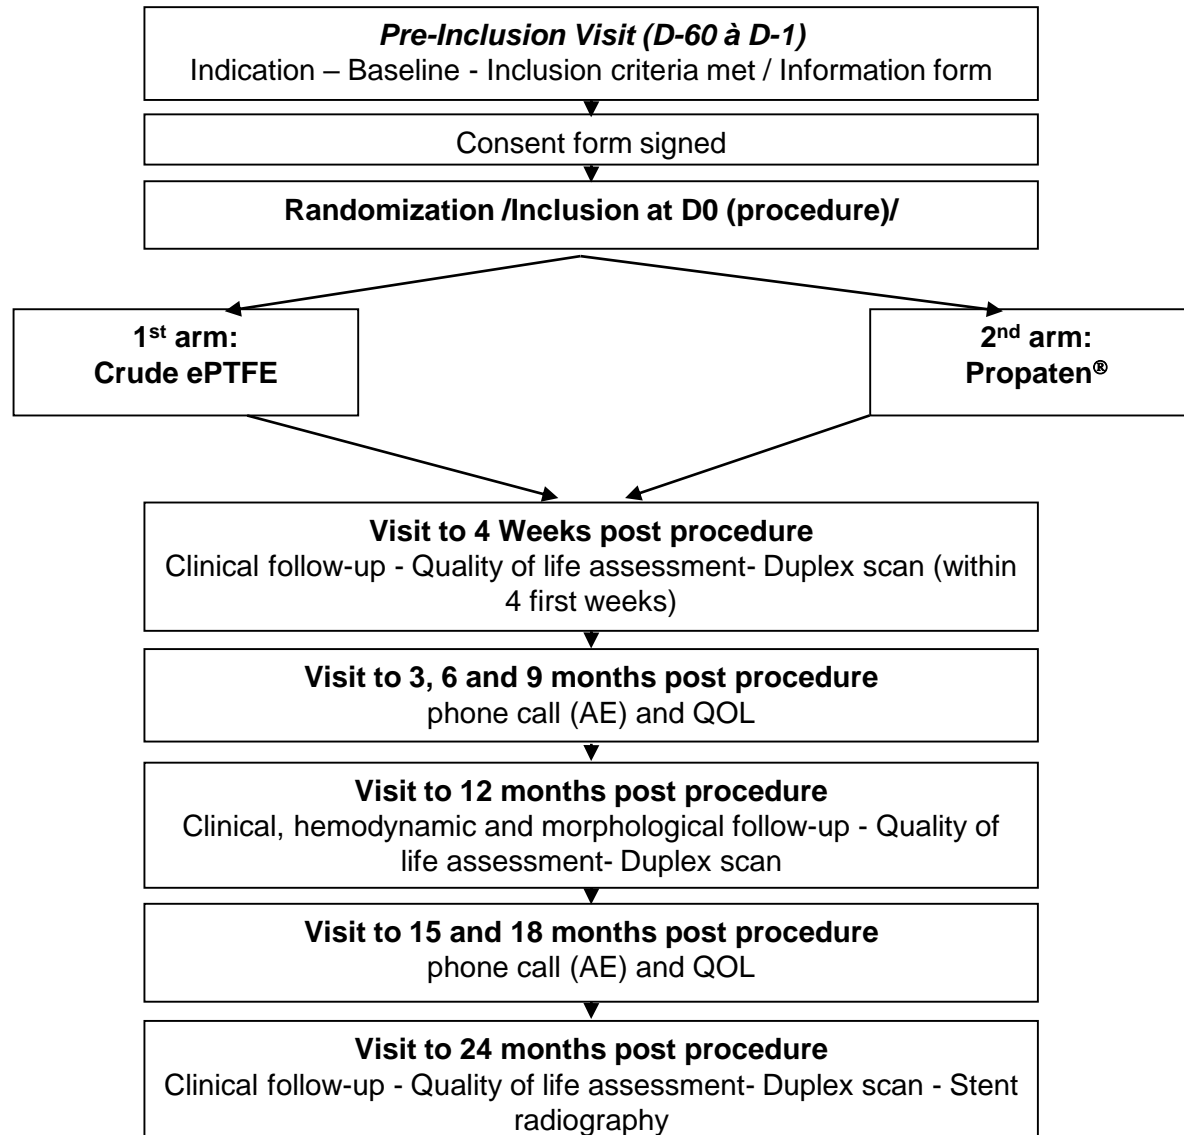 Pre-Inclusion Visit (D-60 à D-1)
Indication – Baseline - Inclusion criteria met / Information form
Consent form signed
Randomization /Inclusion at D0 (procedure)/
1st arm:
Crude ePTFE
2nd arm:
Propaten®
Visit to 4 Weeks post procedure
Clinical follow-up - Quality of life assessment- Duplex scan (within
4 first weeks)
Visit to 3, 6 and 9 months post procedure
phone call (AE) and QOL
Visit to 12 months post procedure
Clinical, hemodynamic and morphological follow-up - Quality of
life assessment- Duplex scan
Visit to 15 and 18 months post procedure
phone call (AE) and QOL
Visit to 24 months post procedure
Clinical follow-up - Quality of life assessment- Duplex scan - Stent
radiography